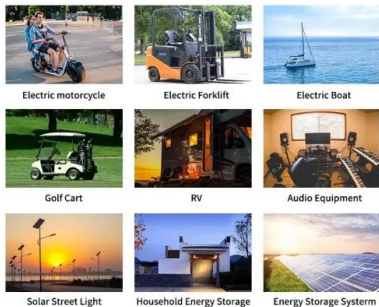 Electric motorcycle
Electric Forklift
Electric Boat
Golf Cart
RV
Audio Equipment
Solar Street Light
Household Energy Storage
Energy Storage Systerm